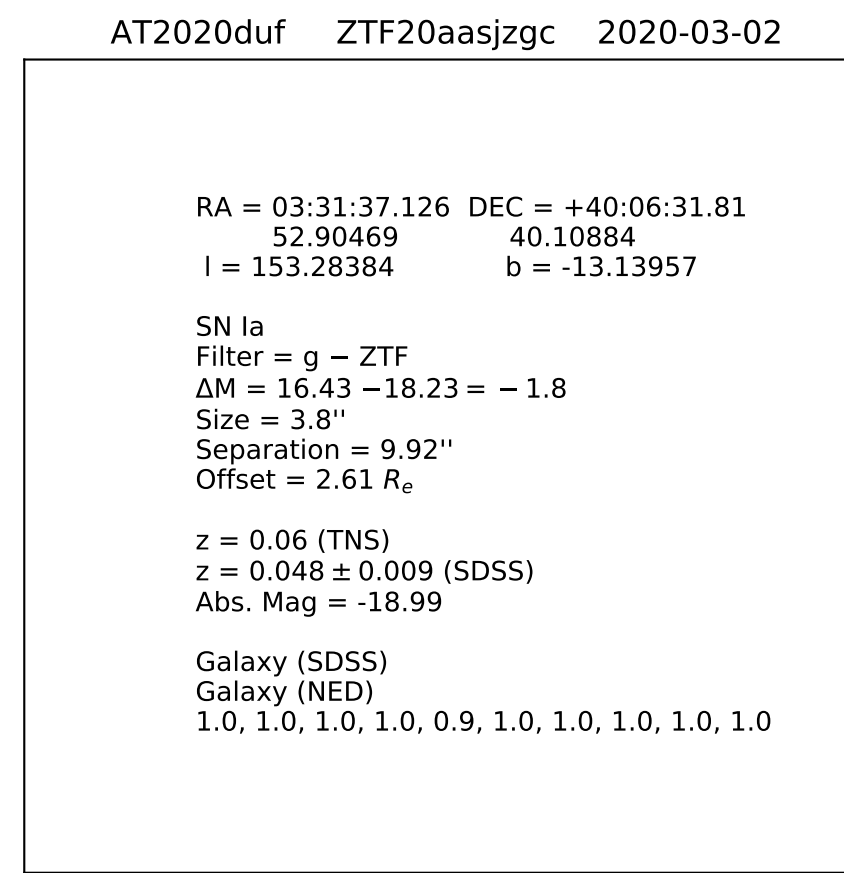 AT2020duf ZTF20aasjzgc 2020-03-02
RA = 03:31:37.126 DEC = +40:06:31.81
52.90469 40.10884
l = 153.28384 b = -13.13957
SN Ia
Filter = g − ZTF
ΔM = 16.43 −18.23 = − 1.8
Size = 3.8''
Separation = 9.92''
Offset = 2.61 Rₑ
z = 0.06 (TNS)
z = 0.048 ± 0.009 (SDSS)
Abs. Mag = -18.99
Galaxy (SDSS)
Galaxy (NED)
1.0, 1.0, 1.0, 1.0, 0.9, 1.0, 1.0, 1.0, 1.0, 1.0